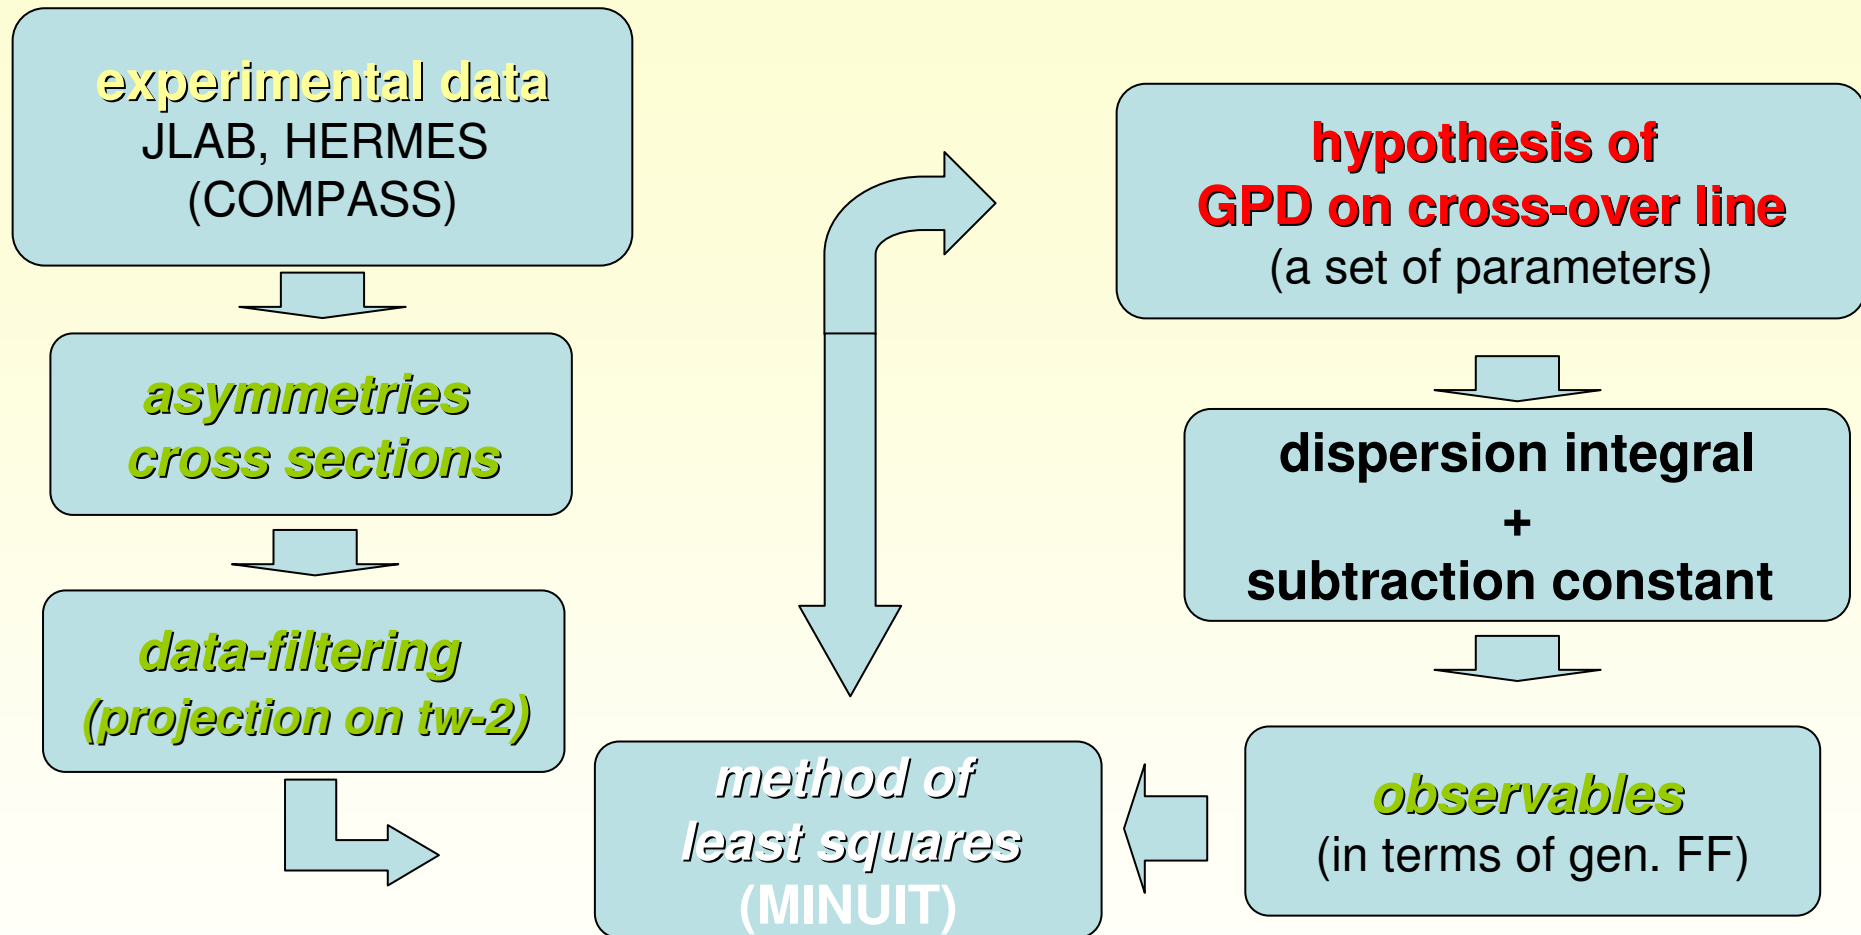 experimental data
JLAB, HERMES
(COMPASS)
asymmetries
cross sections
data-filtering
(projection on tw-2)
method of
least squares
(MINUIT)
hypothesis of
GPD on cross-over line
(a set of parameters)
dispersion integral
+
subtraction constant
observables
(in terms of gen. FF)